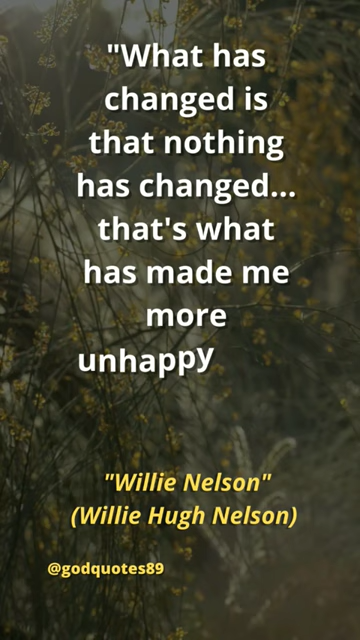 "What has
changed is
that nothing
has changed...
that's what
has made me
more
unhappy
"Willie Nelson"
(Willie Hugh Nelson)
@godquotes89